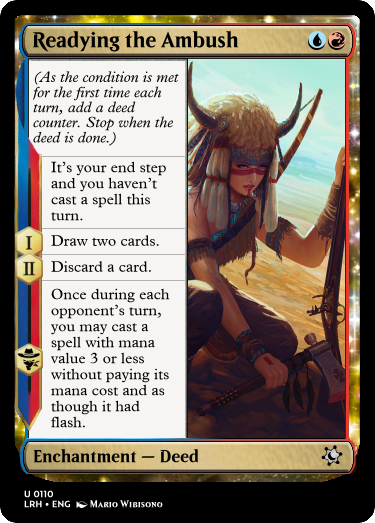 Readying the Ambush
(As the condition is met
for the first time each
turn, add a deed
counter. Stop when the
deed is done.)
It's your end step
and you haven't
cast a spell this
turn.
I
Draw two cards.
II
Discard a card.
Once during each
opponent's turn,
you may cast a
spell with mana
value 3 or less
without paying its
mana cost and as
though it had
flash.
Enchantment — Deed
U 0110
LRH • ENG Mario Wibisono